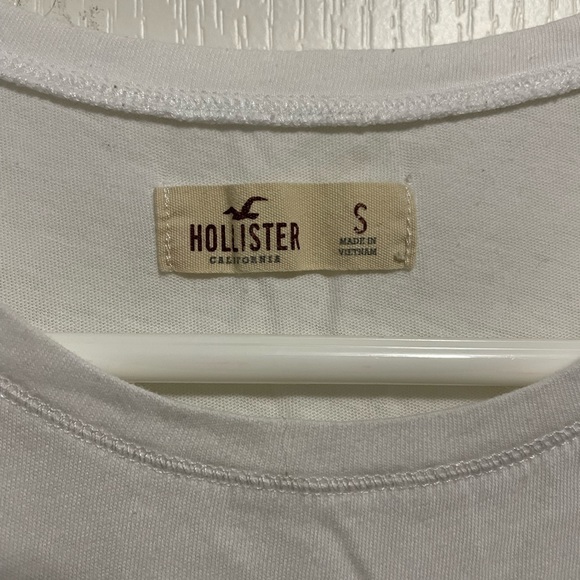 HOLLISTER
CALIFORNIA
S
MADE IN
VIETNAM